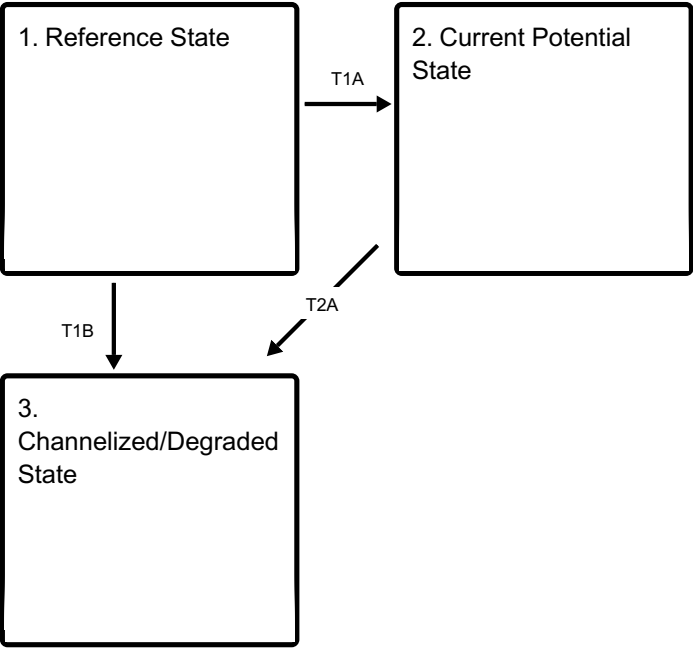 1. Reference State
2. Current Potential
State
T1A
T2A
T1B
3.
Channelized/Degraded
State